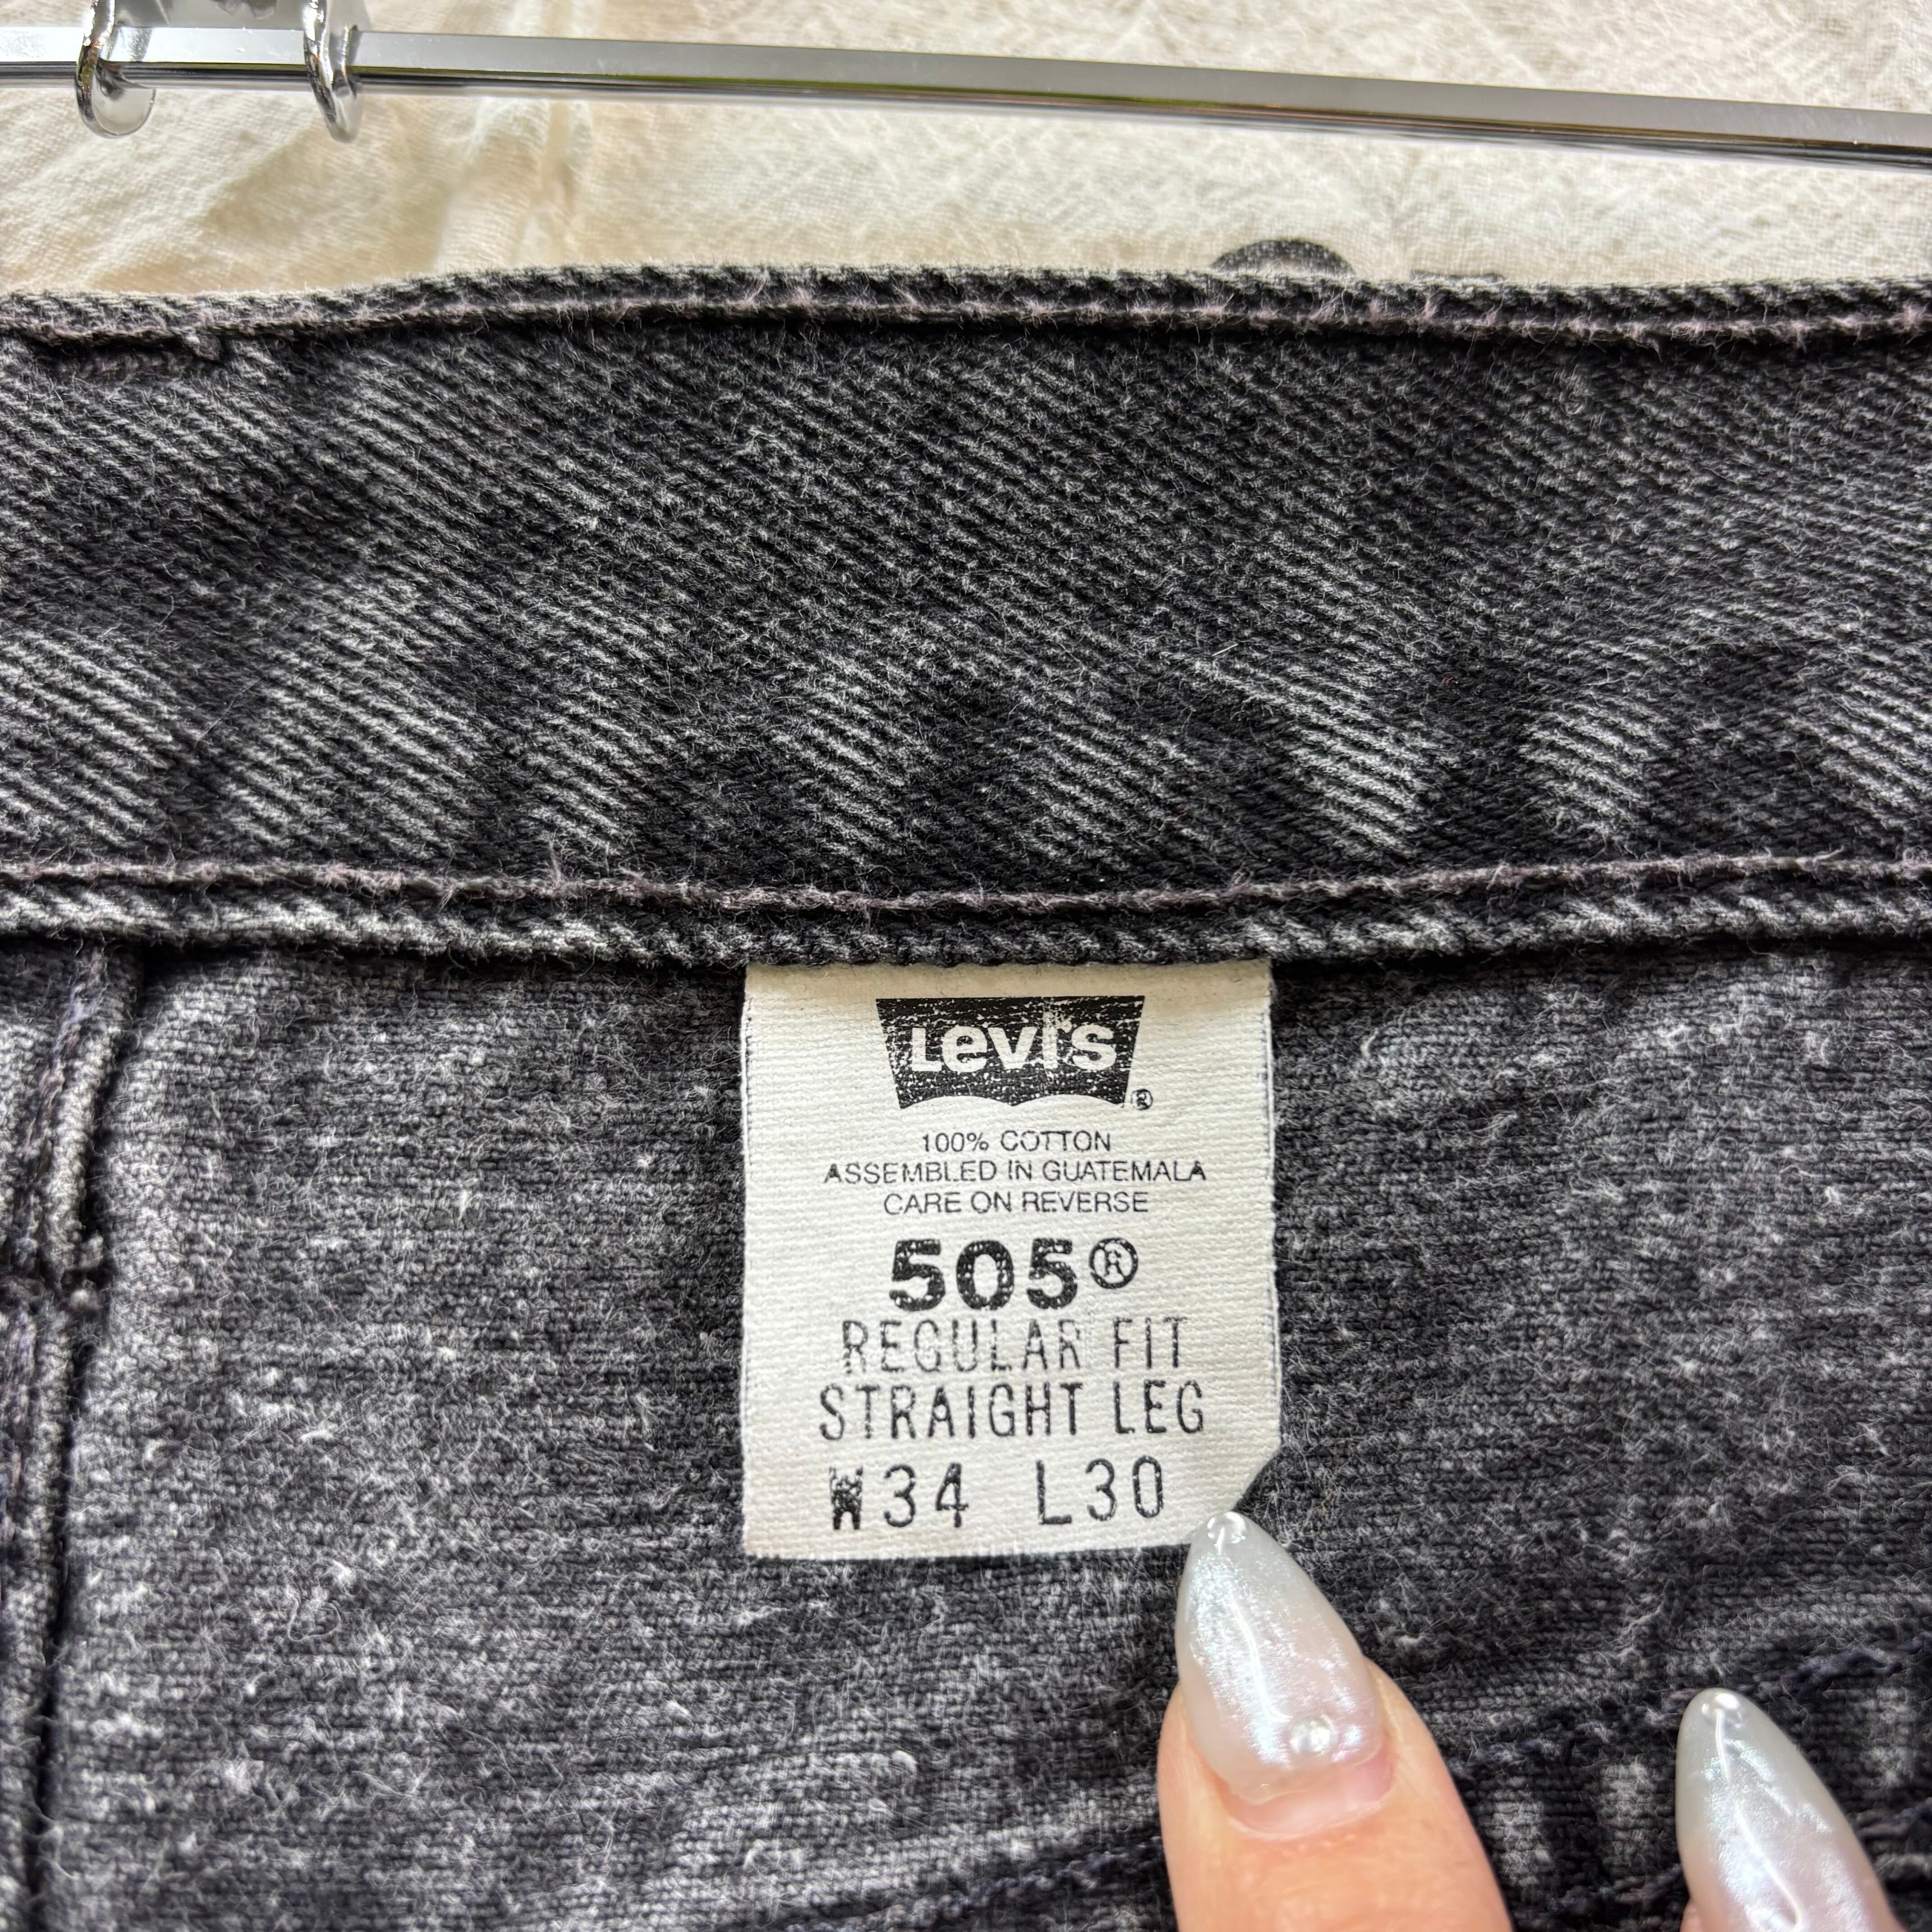 Levi's ®
100% COTTON
ASSEMBLED IN GUATEMALA
CARE ON REVERSE
505®
REGULAR FIT
STRAIGHT LEG
W34 L30